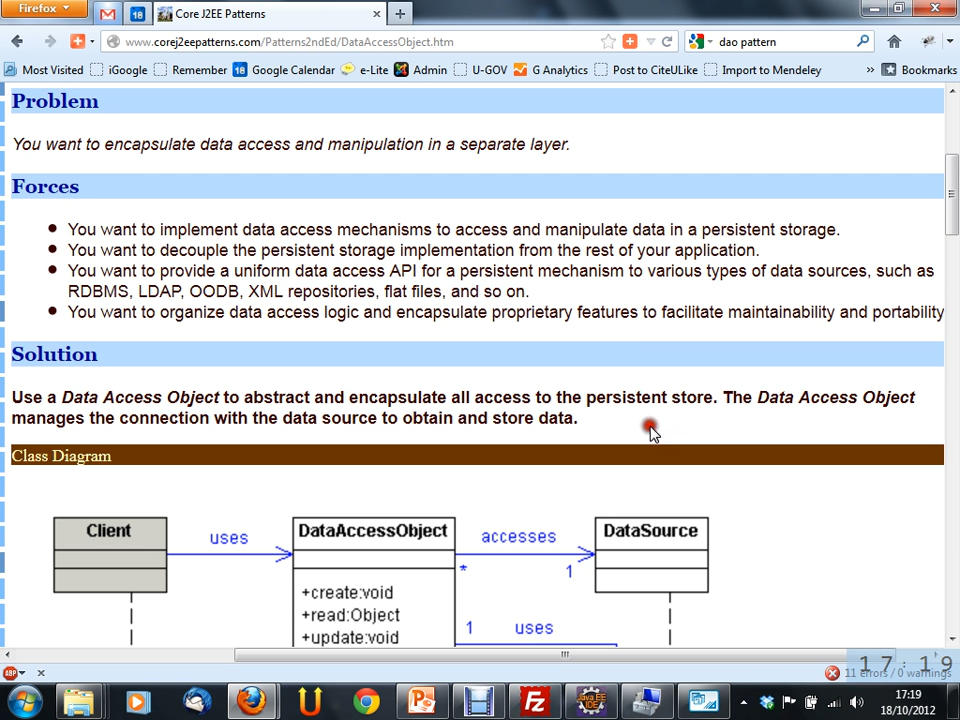 Firefox
18
Core J2EE Patterns
www.corej2eepatterns.com/Patterns2ndEd/DataAccessObject.htm
dao pattern
Most Visited iGoogle Remember 18 Google Calendar e-Lite Admin U-GOV G Analytics Post to CiteULike Import to Mendeley » Bookmarks
Problem
You want to encapsulate data access and manipulation in a separate layer.
Forces
You want to implement data access mechanisms to access and manipulate data in a persistent storage.
You want to decouple the persistent storage implementation from the rest of your application.
You want to provide a uniform data access API for a persistent mechanism to various types of data sources, such as
RDBMS, LDAP, OODB, XML repositories, flat files, and so on.
You want to organize data access logic and encapsulate proprietary features to facilitate maintainability and portability
Solution
Use a Data Access Object to abstract and encapsulate all access to the persistent store. The Data Access Object
manages the connection with the data source to obtain and store data.
Class Diagram
Client
uses
DataAccessObject
accesses
DataSource
* 1
+create:void
+read:Object
+update:void
1 uses
ABP
11 errors / 0 warnings
17:19
17:19
18/10/2012